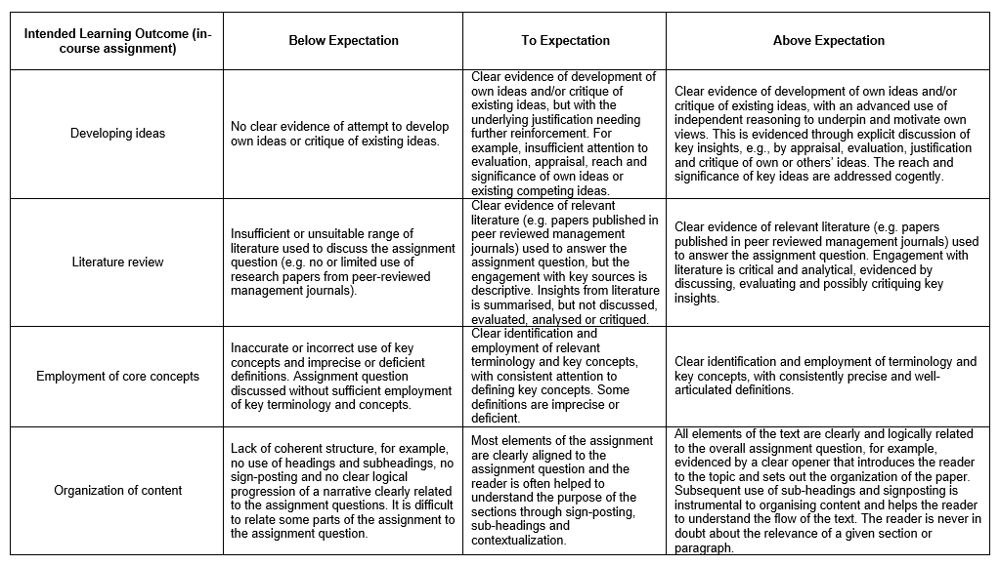 Intended Learning Outcome (in-
course assignment)
Below Expectation
To Expectation
Above Expectation
Developing ideas
No clear evidence of attempt to develop
own ideas or critique of existing ideas.
Clear evidence of development of
own ideas and/or critique of
existing ideas, but with the
underlying justification needing
further reinforcement. For
example, insufficient attention to
evaluation, appraisal, reach and
significance of own ideas or
existing competing ideas.
Clear evidence of development of own ideas and/or
critique of existing ideas, with an advanced use of
independent reasoning to underpin and motivate own
views. This is evidenced through explicit discussion of
key insights, e.g., by appraisal, evaluation, justification
and critique of own or others' ideas. The reach and
significance of key ideas are addressed cogently.
Literature review
Insufficient or unsuitable range of
literature used to discuss the assignment
question (e.g. no or limited use of
research papers from peer-reviewed
management journals).
Clear evidence of relevant
literature (e.g. papers published in
peer reviewed management
journals) used to answer the
assignment question, but the
engagement with key sources is
descriptive. Insights from literature
is summarised, but not discussed,
evaluated, analysed or critiqued.
Clear evidence of relevant literature (e.g. papers
published in peer reviewed management journals) used
to answer the assignment question. Engagement with
literature is critical and analytical, evidenced by
discussing, evaluating and possibly critiquing key
insights.
Employment of core concepts
Inaccurate or incorrect use of key
concepts and imprecise or deficient
definitions. Assignment question
discussed without sufficient employment
of key terminology and concepts.
Clear identification and
employment of relevant
terminology and key concepts,
with consistent attention to
defining key concepts. Some
definitions are imprecise or
deficient.
Clear identification and employment of terminology and
key concepts, with consistently precise and well-
articulated definitions.
Organization of content
Lack of coherent structure, for example,
no use of headings and subheadings, no
sign-posting and no clear logical
progression of a narrative clearly related
to the assignment questions. It is difficult
to relate some parts of the assignment to
the assignment question.
Most elements of the assignment
are clearly aligned to the
assignment question and the
reader is often helped to
understand the purpose of the
sections through sign-posting,
sub-headings and
contextualization.
All elements of the text are clearly and logically related
to the overall assignment question, for example,
evidenced by a clear opener that introduces the reader
to the topic and sets out the organization of the paper.
Subsequent use of sub-headings and signposting is
instrumental to organising content and helps the reader
to understand the flow of the text. The reader is never in
doubt about the relevance of a given section or
paragraph.